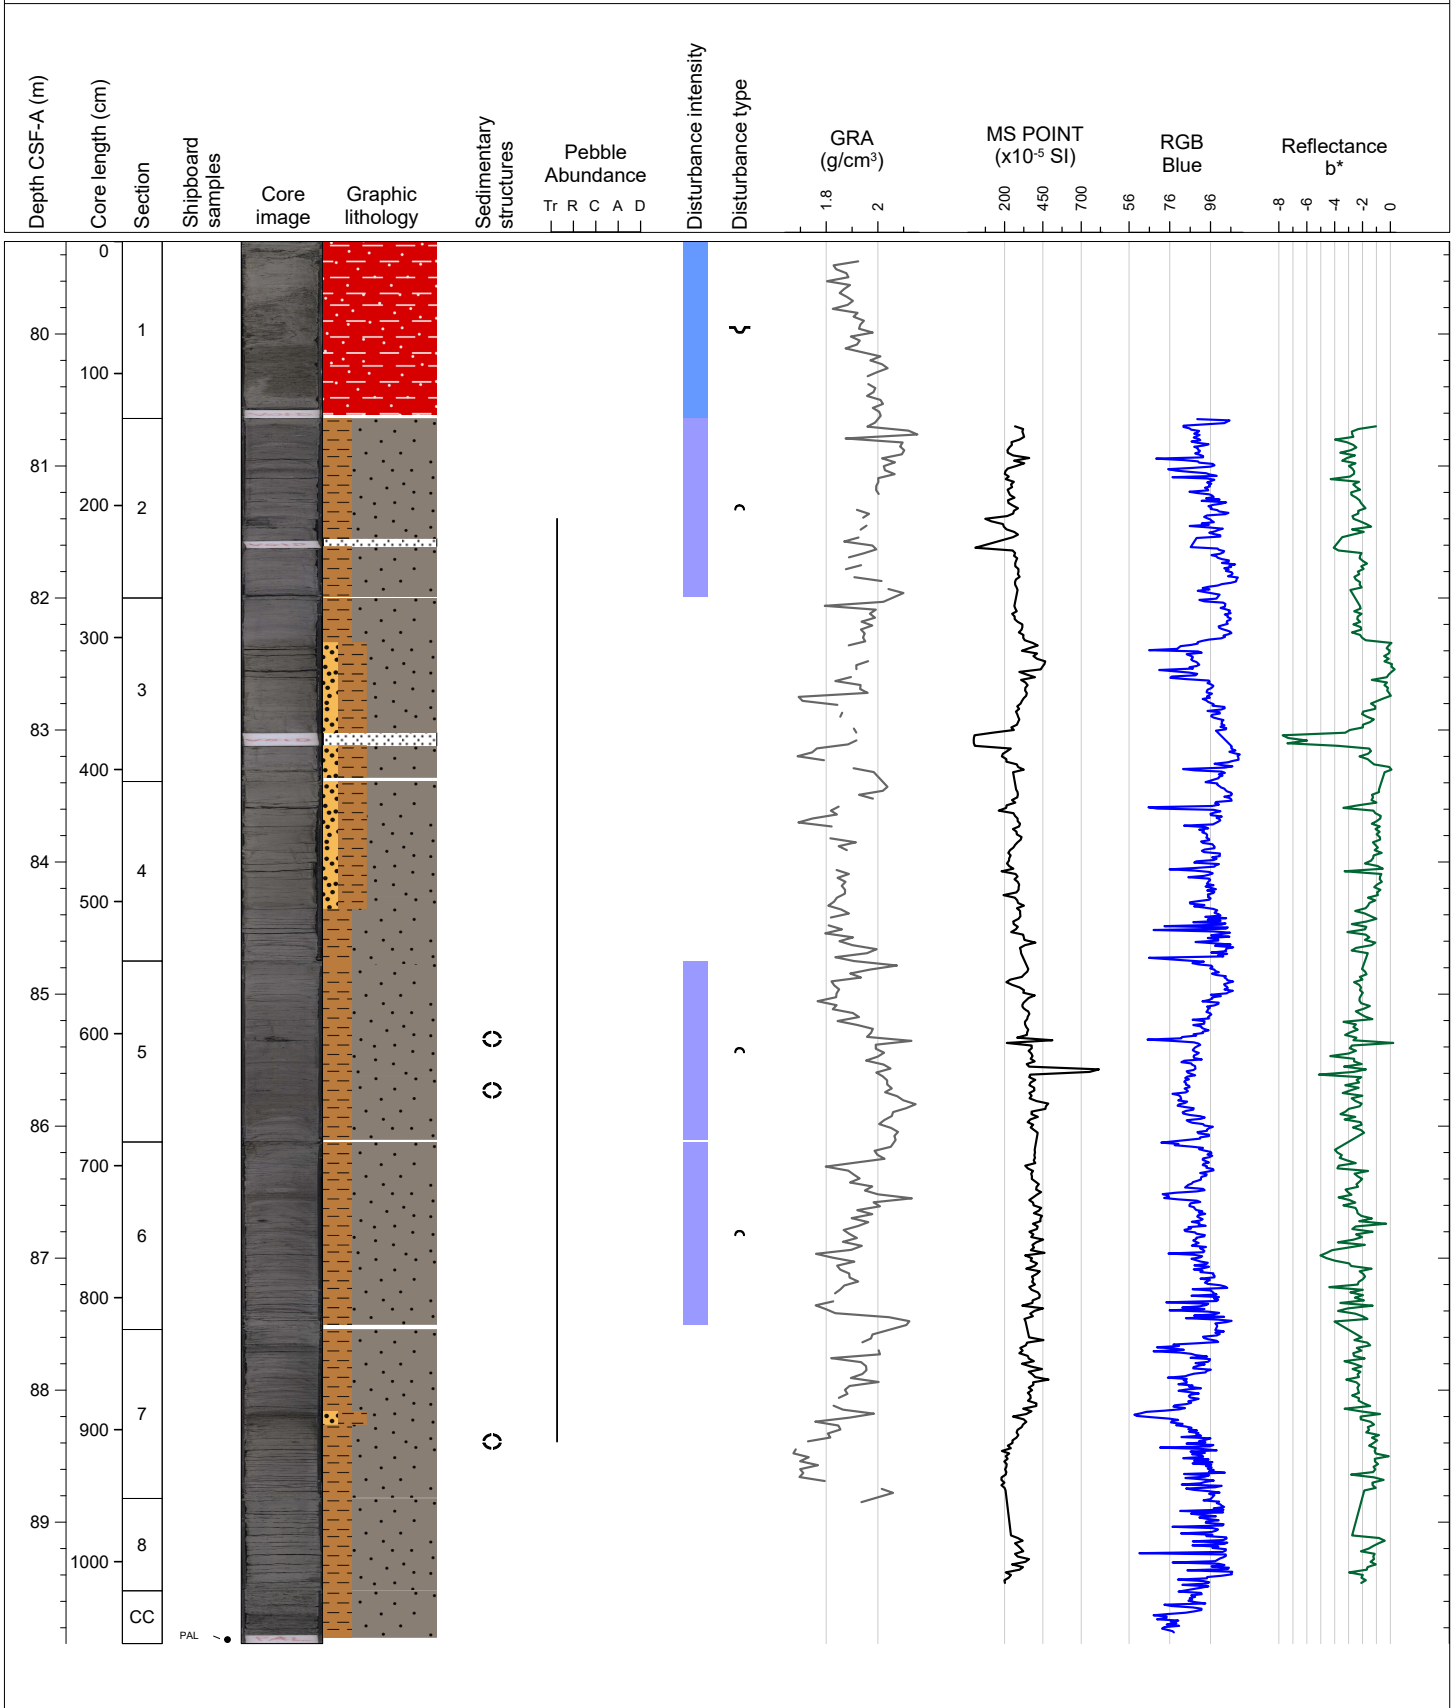 Depth CSF-A (m)
Core length (cm)
Section
Shipboard
samples
Core
image
Graphic
lithology
Sedimentary
structures
Pebble
Abundance
Tr R C A D
Disturbance intensity
Disturbance type
GRA
(g/cm³)
1.8 2
MS POINT
(x10⁻⁵ SI)
200 450 700
RGB
Blue
56 76 96
Reflectance
b*
-8 -6 -4 -2 0
0
80
1
100
81
200
2
82
300
3
83
400
84
4
500
85
600
5
86
700
6
87
800
88
7
900
89
8
1000
CC
PAL